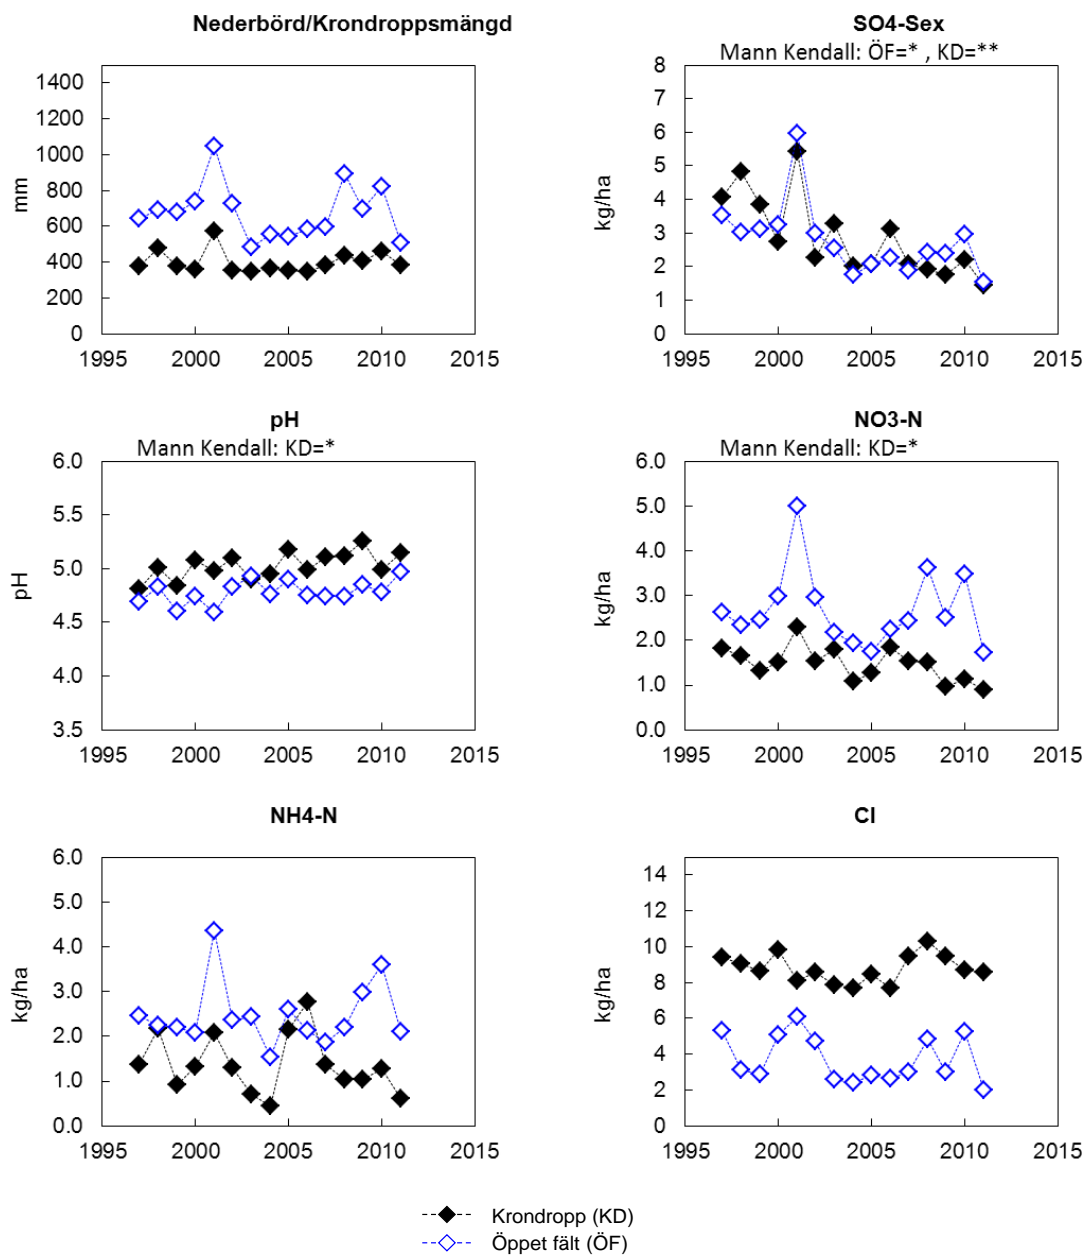 Nederbörd/Krondroppsmängd
mm
1400
1200
1000
800
600
400
200
0
1995 2000 2005 2010 2015
SO4-Sex
Mann Kendall: ÖF=* , KD=**
kg/ha
8
7
6
5
4
3
2
1
0
1995 2000 2005 2010 2015
pH
Mann Kendall: KD=*
pH
6.0
5.5
5.0
4.5
4.0
3.5
1995 2000 2005 2010 2015
NO3-N
Mann Kendall: KD=*
kg/ha
6.0
5.0
4.0
3.0
2.0
1.0
0.0
1995 2000 2005 2010 2015
NH4-N
kg/ha
6.0
5.0
4.0
3.0
2.0
1.0
0.0
1995 2000 2005 2010 2015
Cl
kg/ha
14
12
10
8
6
4
2
0
1995 2000 2005 2010 2015
Krondropp (KD)
Öppet fält (ÖF)